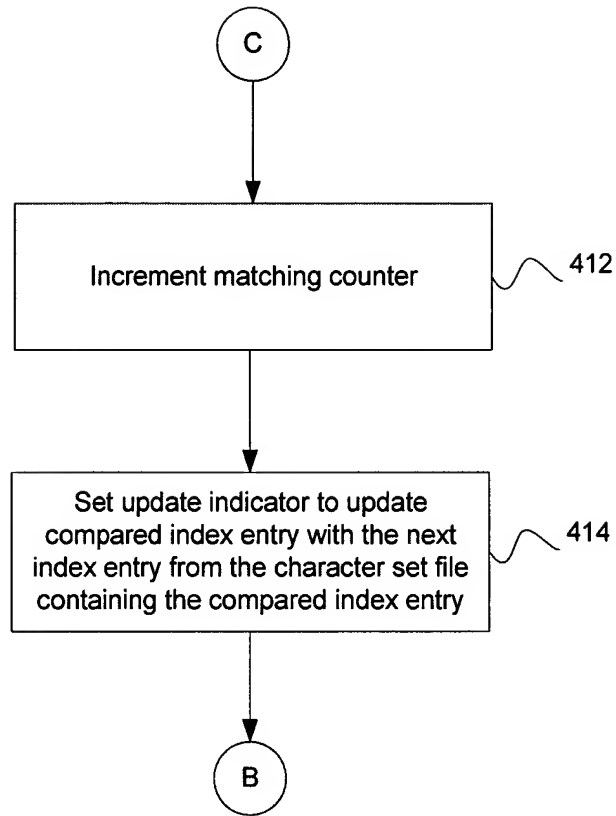 C
Increment matching counter
412
Set update indicator to update
compared index entry with the next
index entry from the character set file
containing the compared index entry
414
B